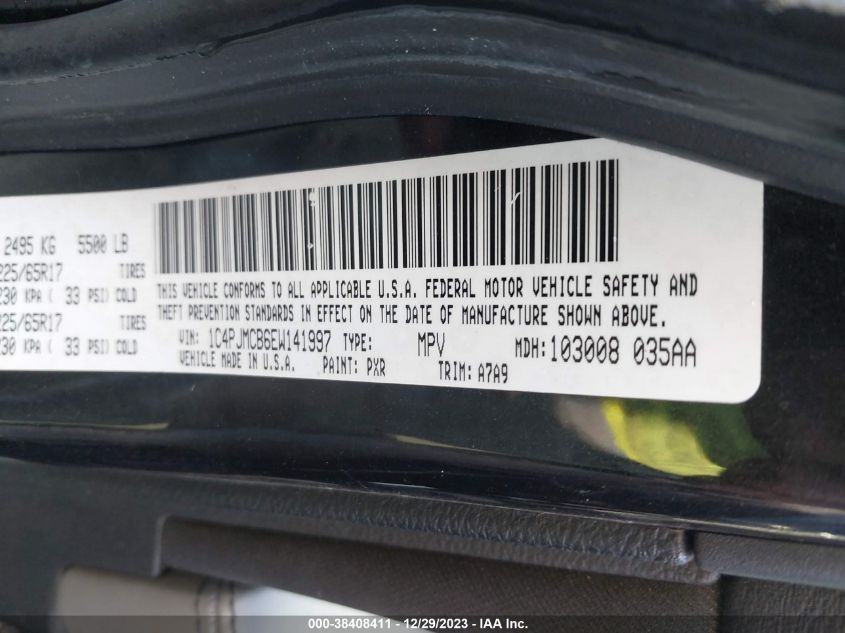 2495 KG 5500 LB
225/65R17 TIRES
230 KPA ( 33 PSI) COLD
225/65R17 TIRES
230 KPA ( 33 PSI) COLD
THIS VEHICLE CONFORMS TO ALL APPLICABLE U.S.A. FEDERAL MOTOR VEHICLE SAFETY AND
THEFT PREVENTION STANDARDS IN EFFECT ON THE DATE OF MANUFACTURE SHOWN ABOVE.
VIN: 1C4PJMCB6EW141997 TYPE: MPV MDH: 103008 035AA
MADE IN U.S.A. PAINT: PXR TRIM: A7A9
000-38408411 - 12/29/2023 - IAA Inc.